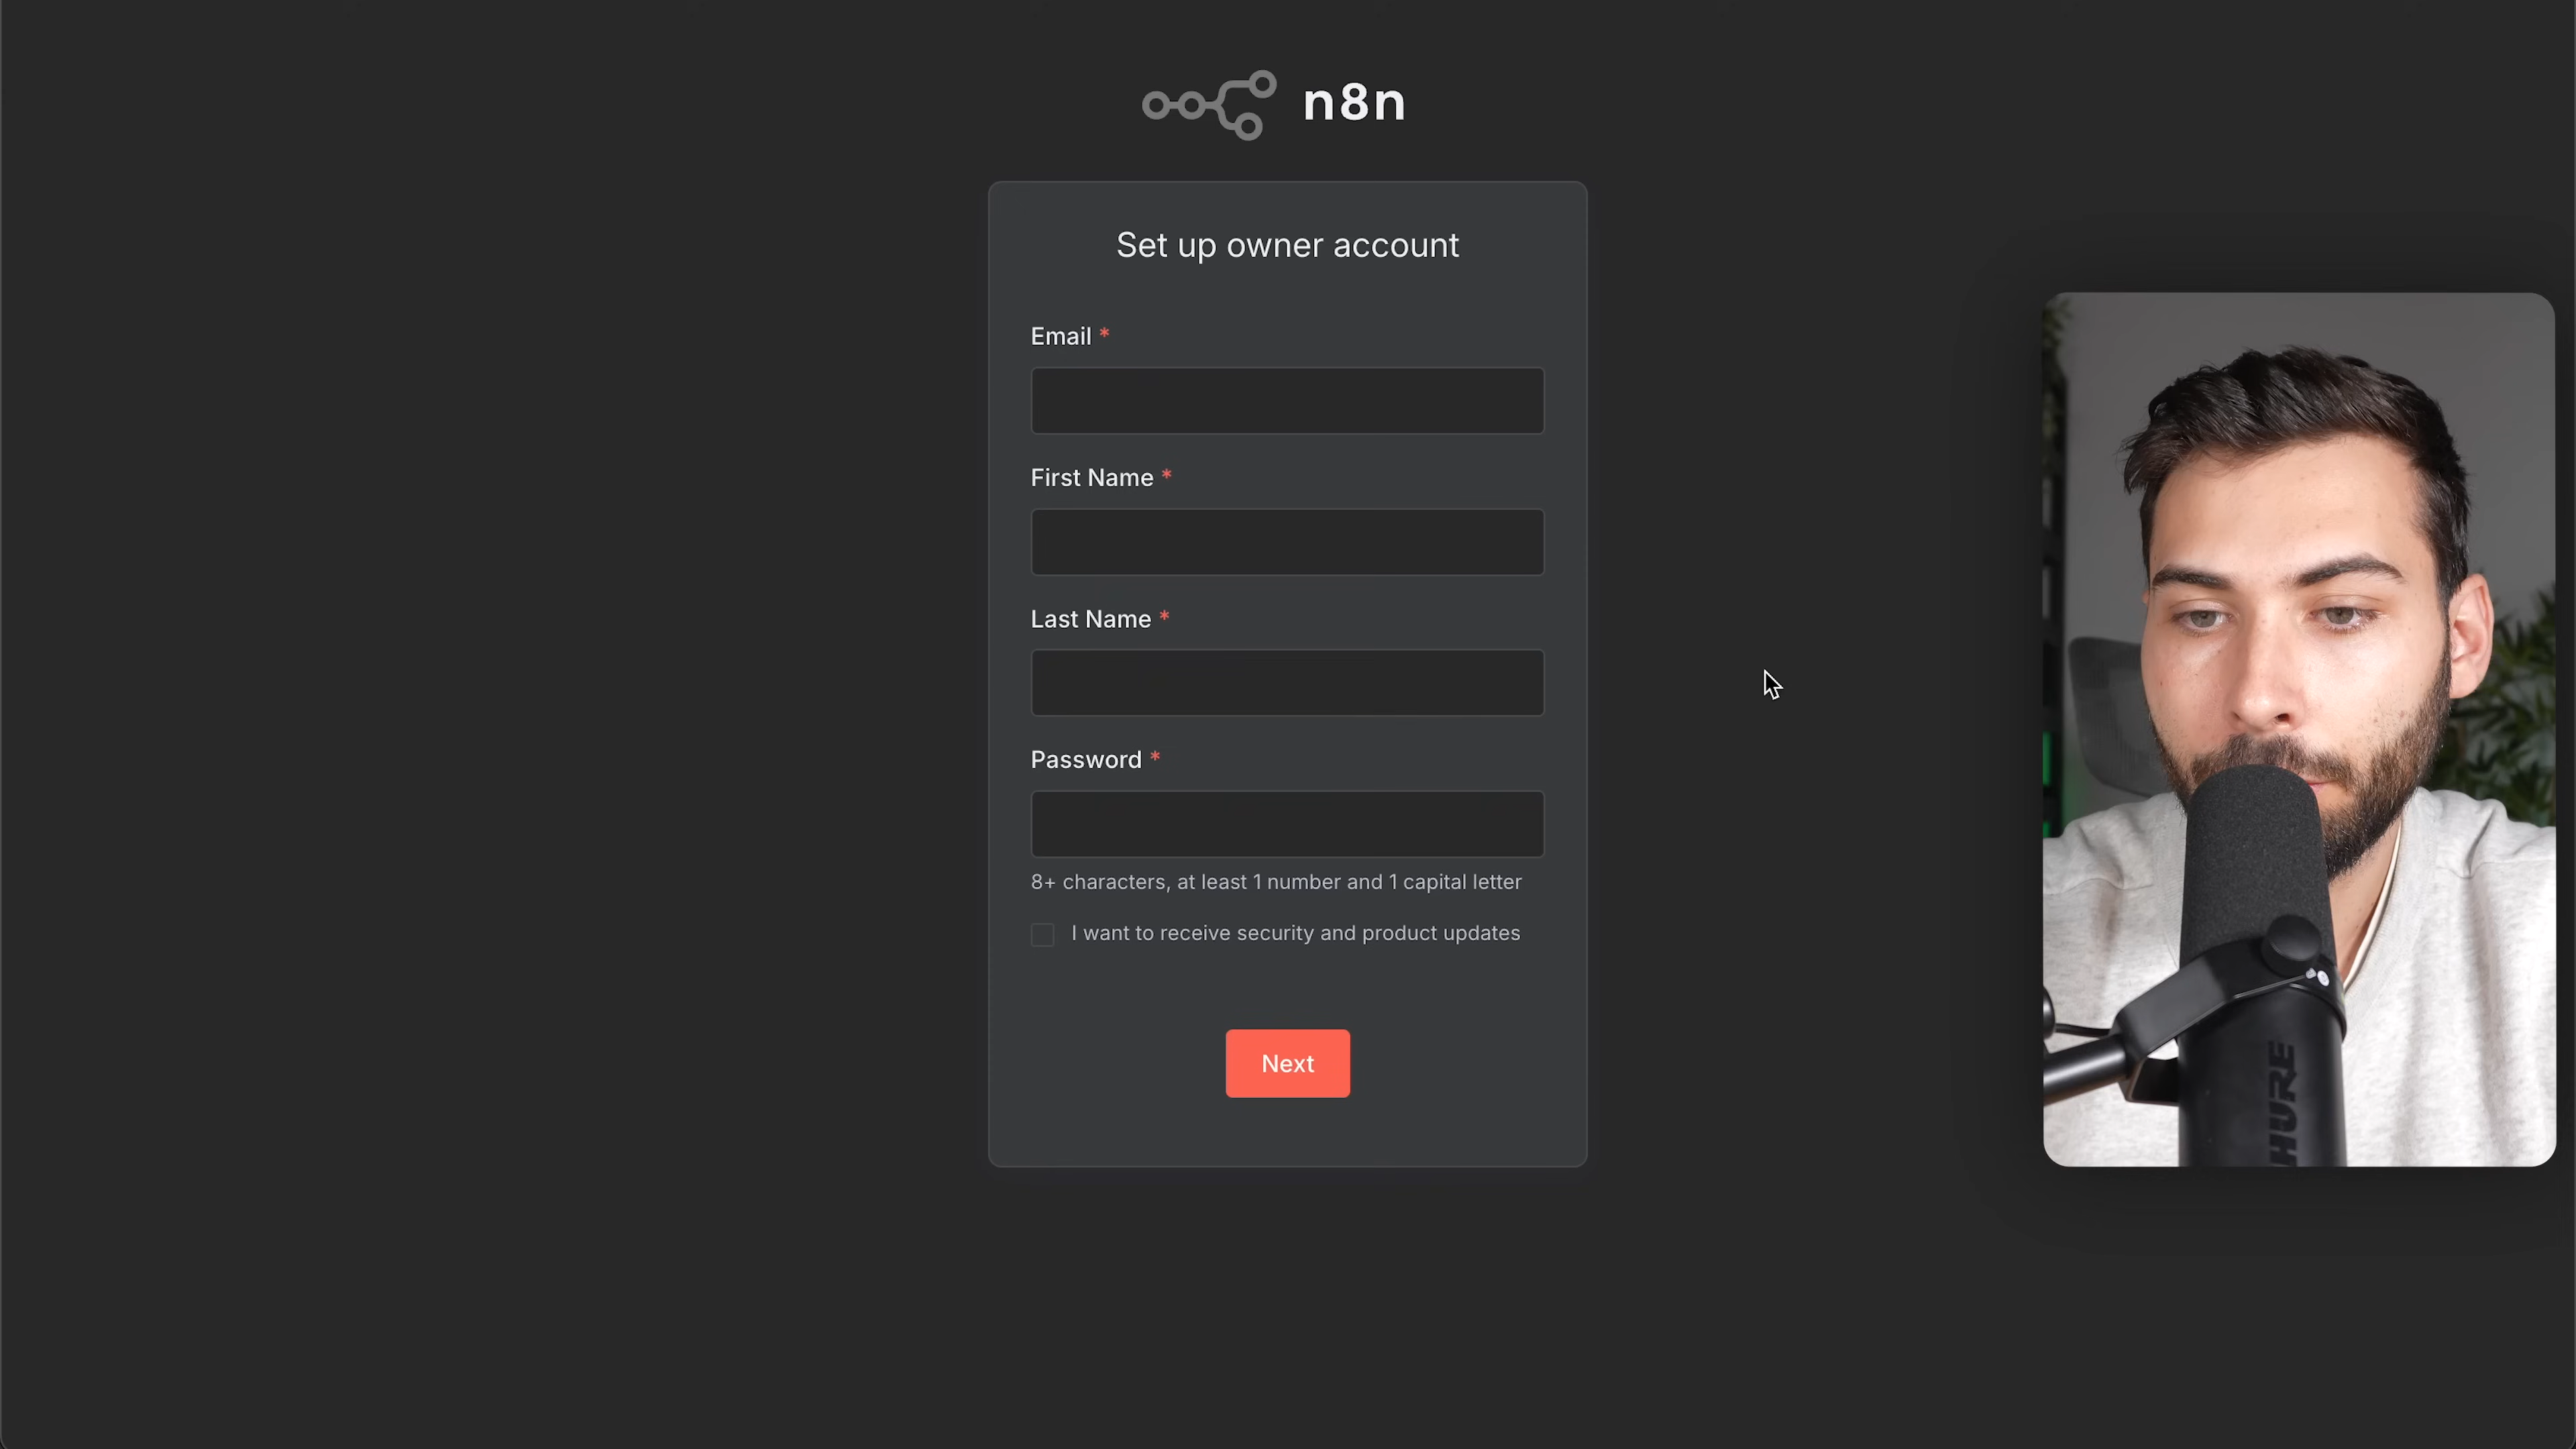 n8n
Set up owner account
Email *
First Name *
Last Name *
Password *
8+ characters, at least 1 number and 1 capital letter
I want to receive security and product updates
Next
HURE